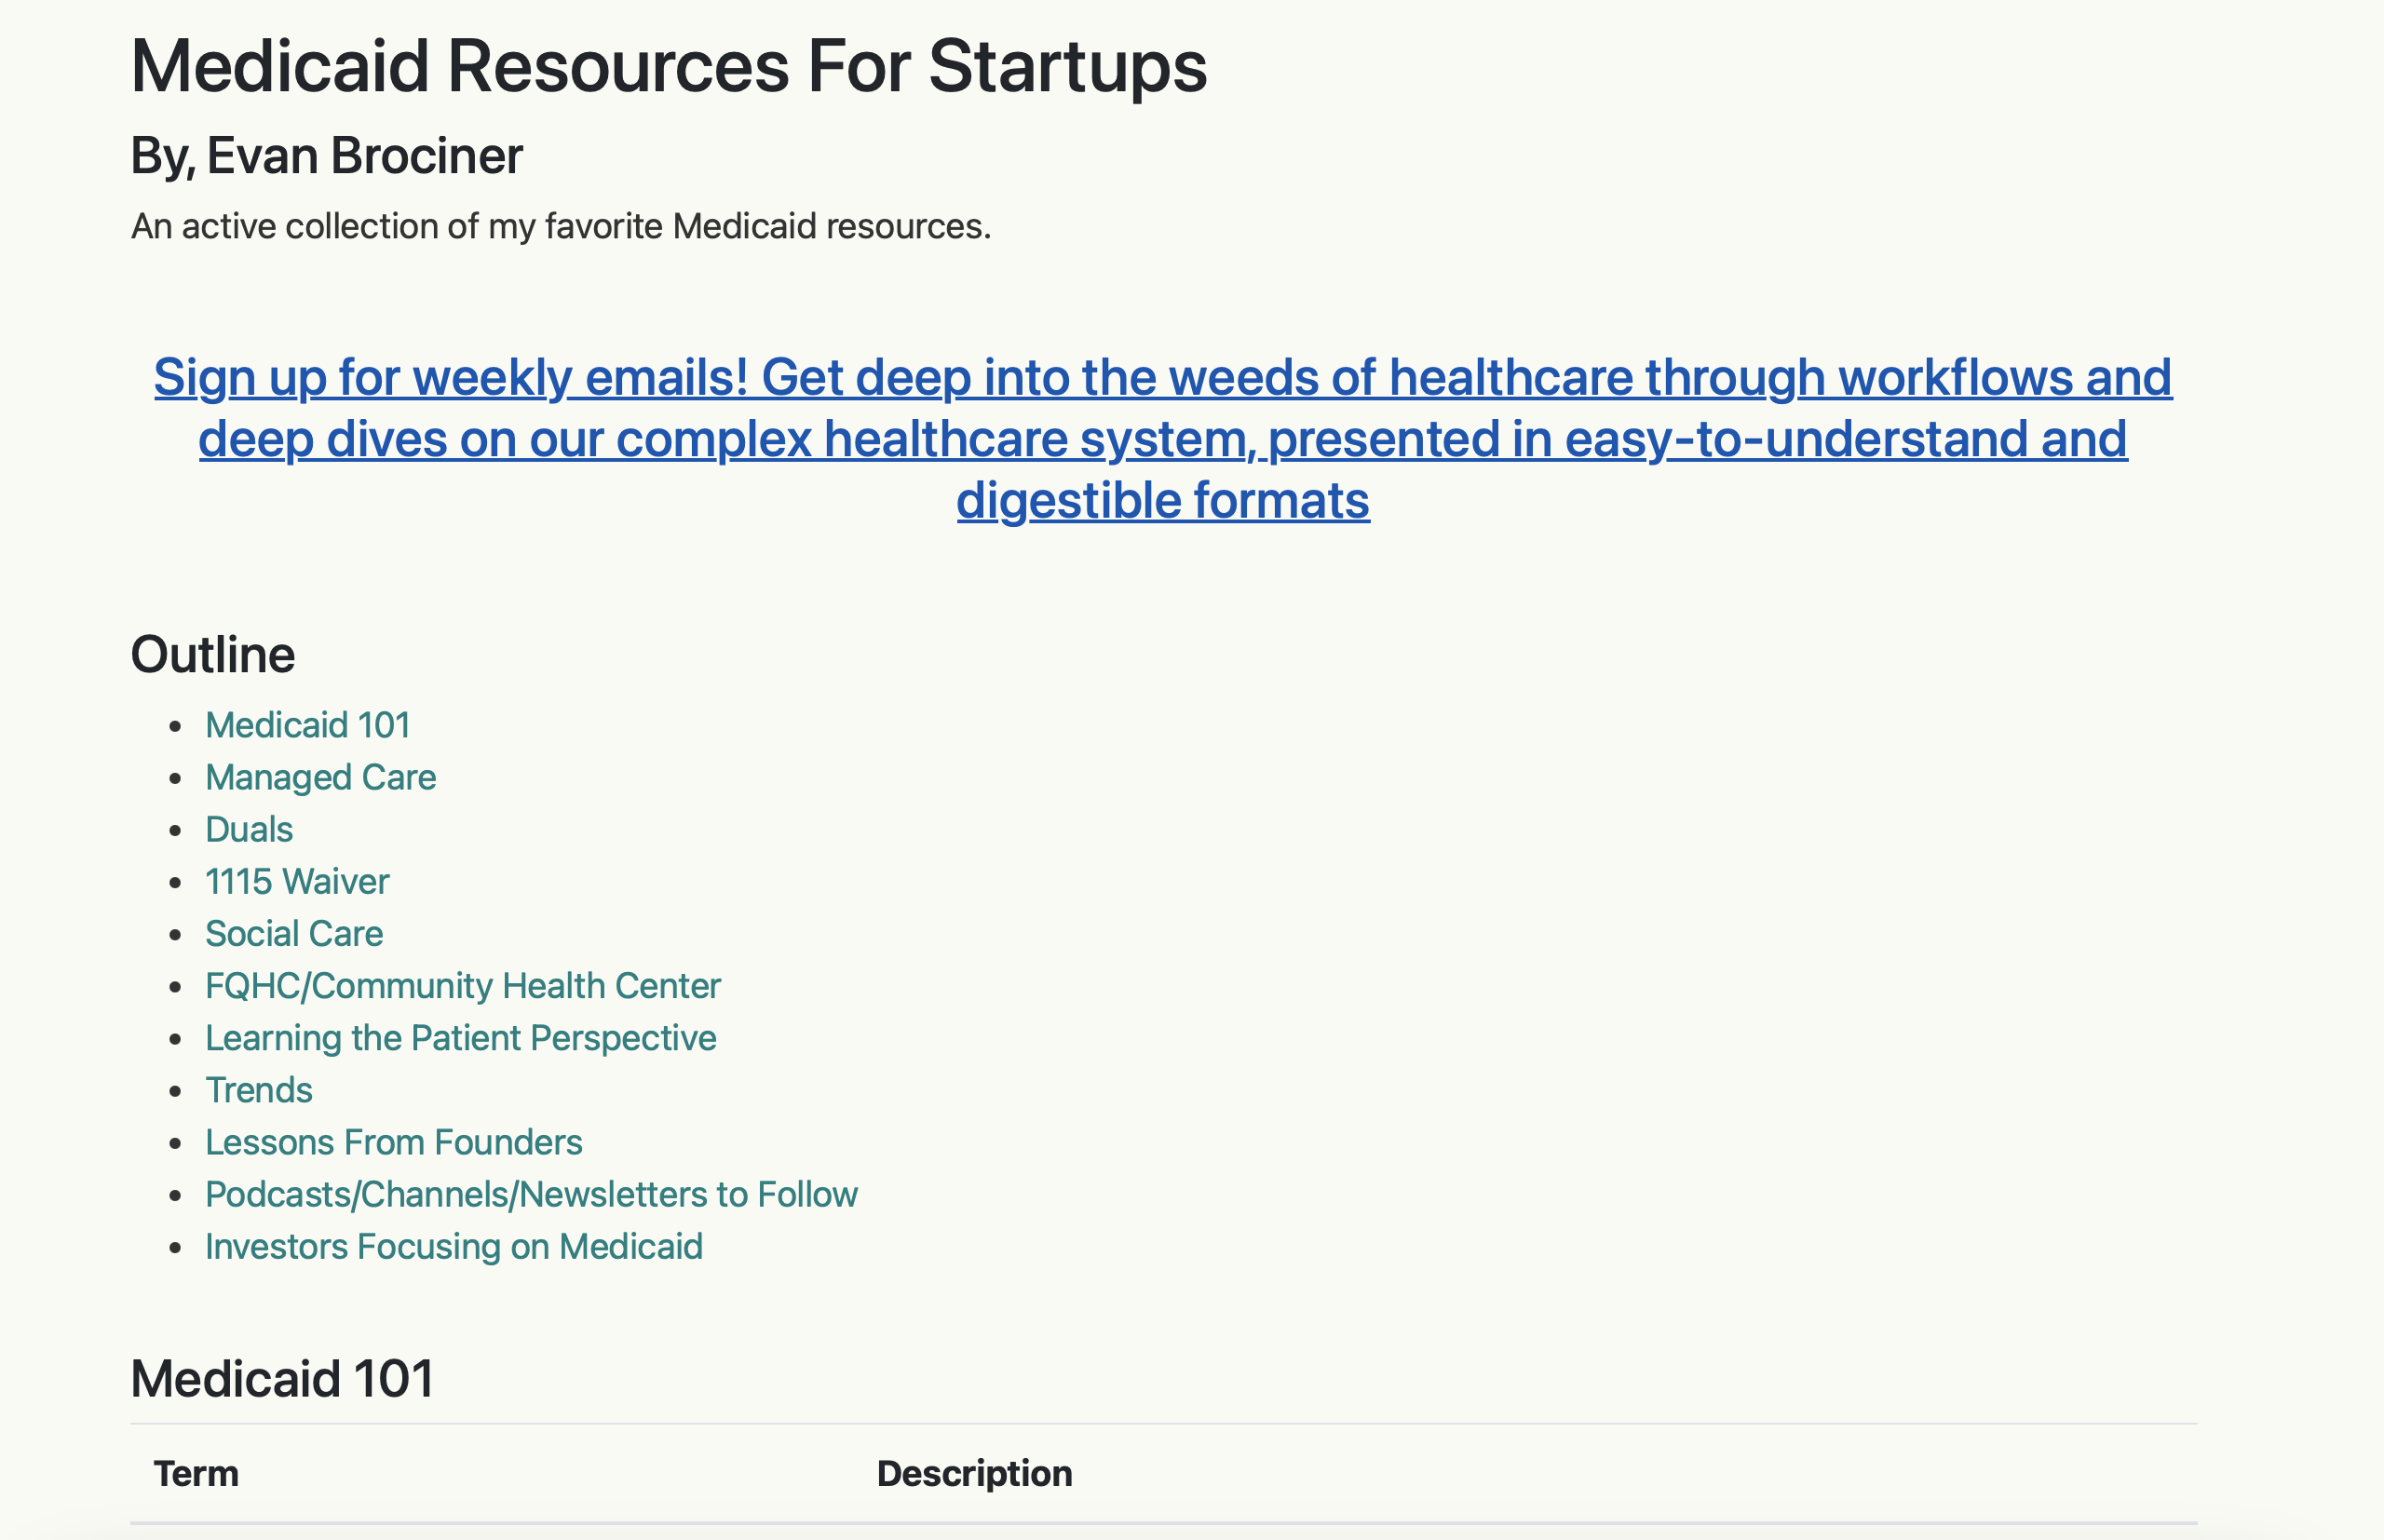 Medicaid Resources For Startups
By, Evan Brociner
An active collection of my favorite Medicaid resources.
Sign up for weekly emails! Get deep into the weeds of healthcare through workflows and
deep dives on our complex healthcare system, presented in easy-to-understand and
digestible formats
Outline
Medicaid 101
Managed Care
Duals
1115 Waiver
Social Care
FQHC/Community Health Center
Learning the Patient Perspective
Trends
Lessons From Founders
Podcasts/Channels/Newsletters to Follow
Investors Focusing on Medicaid
Medicaid 101
Term Description